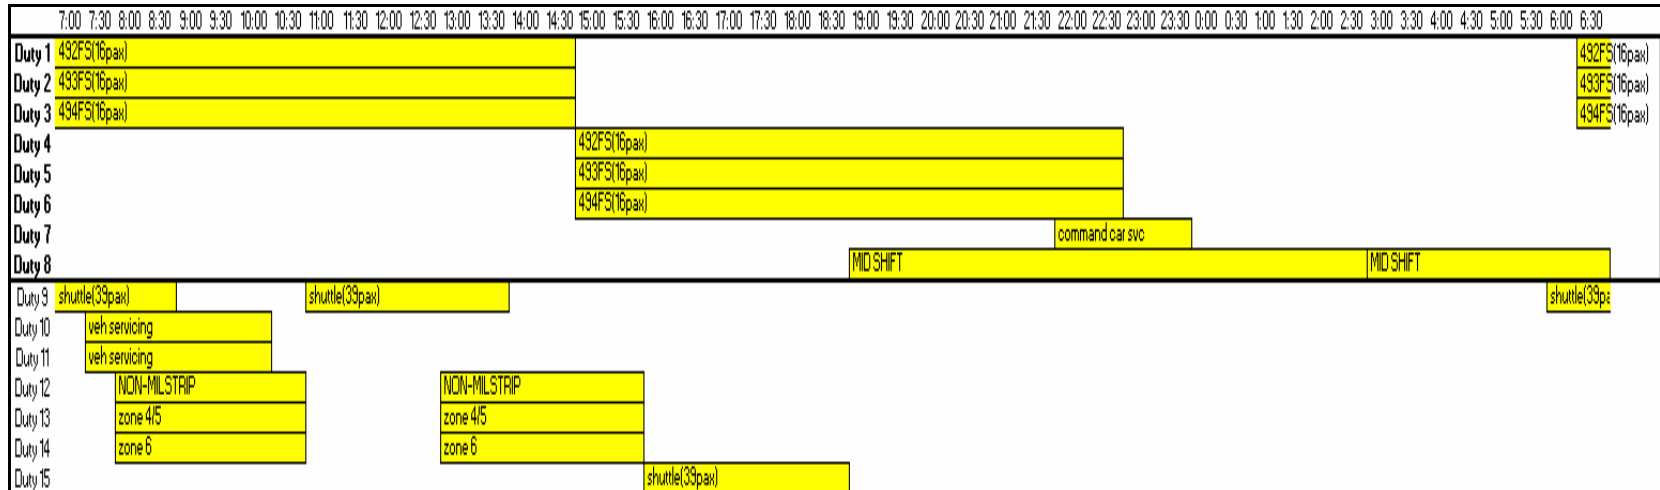 7:00 7:30 8:00 8:30 9:00 9:30 10:00 10:30 11:00 11:30 12:00 12:30 13:00 13:30 14:00 14:30 15:00 15:30 16:00 16:30 17:00 17:30 18:00 18:30 19:00 19:30 20:00 20:30 21:00 21:30 22:00 22:30 23:00 23:30 0:00 0:30 1:00 1:30 2:00 2:30 3:00 3:30 4:00 4:30 5:00 5:30 6:00 6:30
Duty 1 492FS(16pax) 492FS(16pax)
Duty 2 493FS(16pax) 493FS(16pax)
Duty 3 494FS(16pax) 494FS(16pax)
Duty 4 492FS(16pax)
Duty 5 493FS(16pax)
Duty 6 494FS(16pax)
Duty 7 command car svc
Duty 8 MID SHIFT MID SHIFT
Duty 9 shuttle(39pax) shuttle(39pax) shuttle(39pa
Duty 10 veh servicing
Duty 11 veh servicing
Duty 12 NON-MILSTRIP NON-MILSTRIP
Duty 13 zone 4/5 zone 4/5
Duty 14 zone 6 zone 6
Duty 15 shuttle(39pax)